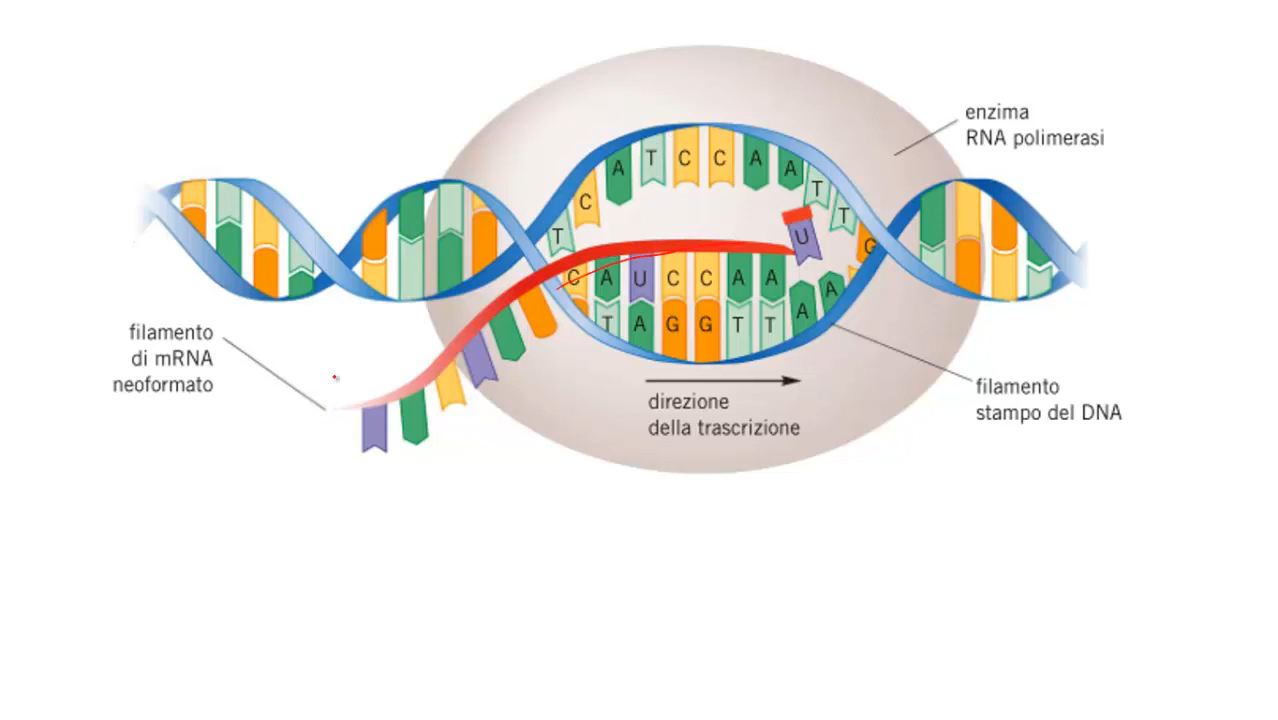 enzima
RNA polimerasi
A T C C A A
C T
T T
G
U
C A U C C A A
T A G G T T A A
filamento
di mRNA
neoformato
direzione
della trascrizione
filamento
stampo del DNA